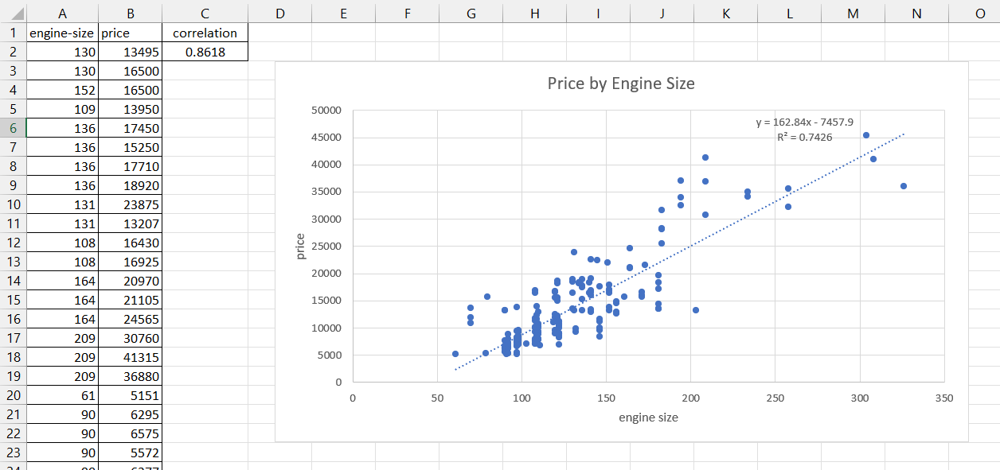 A B C D E F G H I J K L M N O
1 engine-size price correlation
2 130 13495 0.8618
3 130 16500
4 152 16500
5 109 13950
6 136 17450
7 136 15250
8 136 17710
9 136 18920
10 131 23875
11 131 13207
12 108 16430
13 108 16925
14 164 20970
15 164 21105
16 164 24565
17 209 30760
18 209 41315
19 209 36880
20 61 5151
21 90 6295
22 90 6575
23 90 5572
Price by Engine Size
y = 162.84x - 7457.9
R² = 0.7426
50000
45000
40000
35000
30000
25000
20000
15000
10000
5000
0
price
0 50 100 150 200 250 300 350
engine size